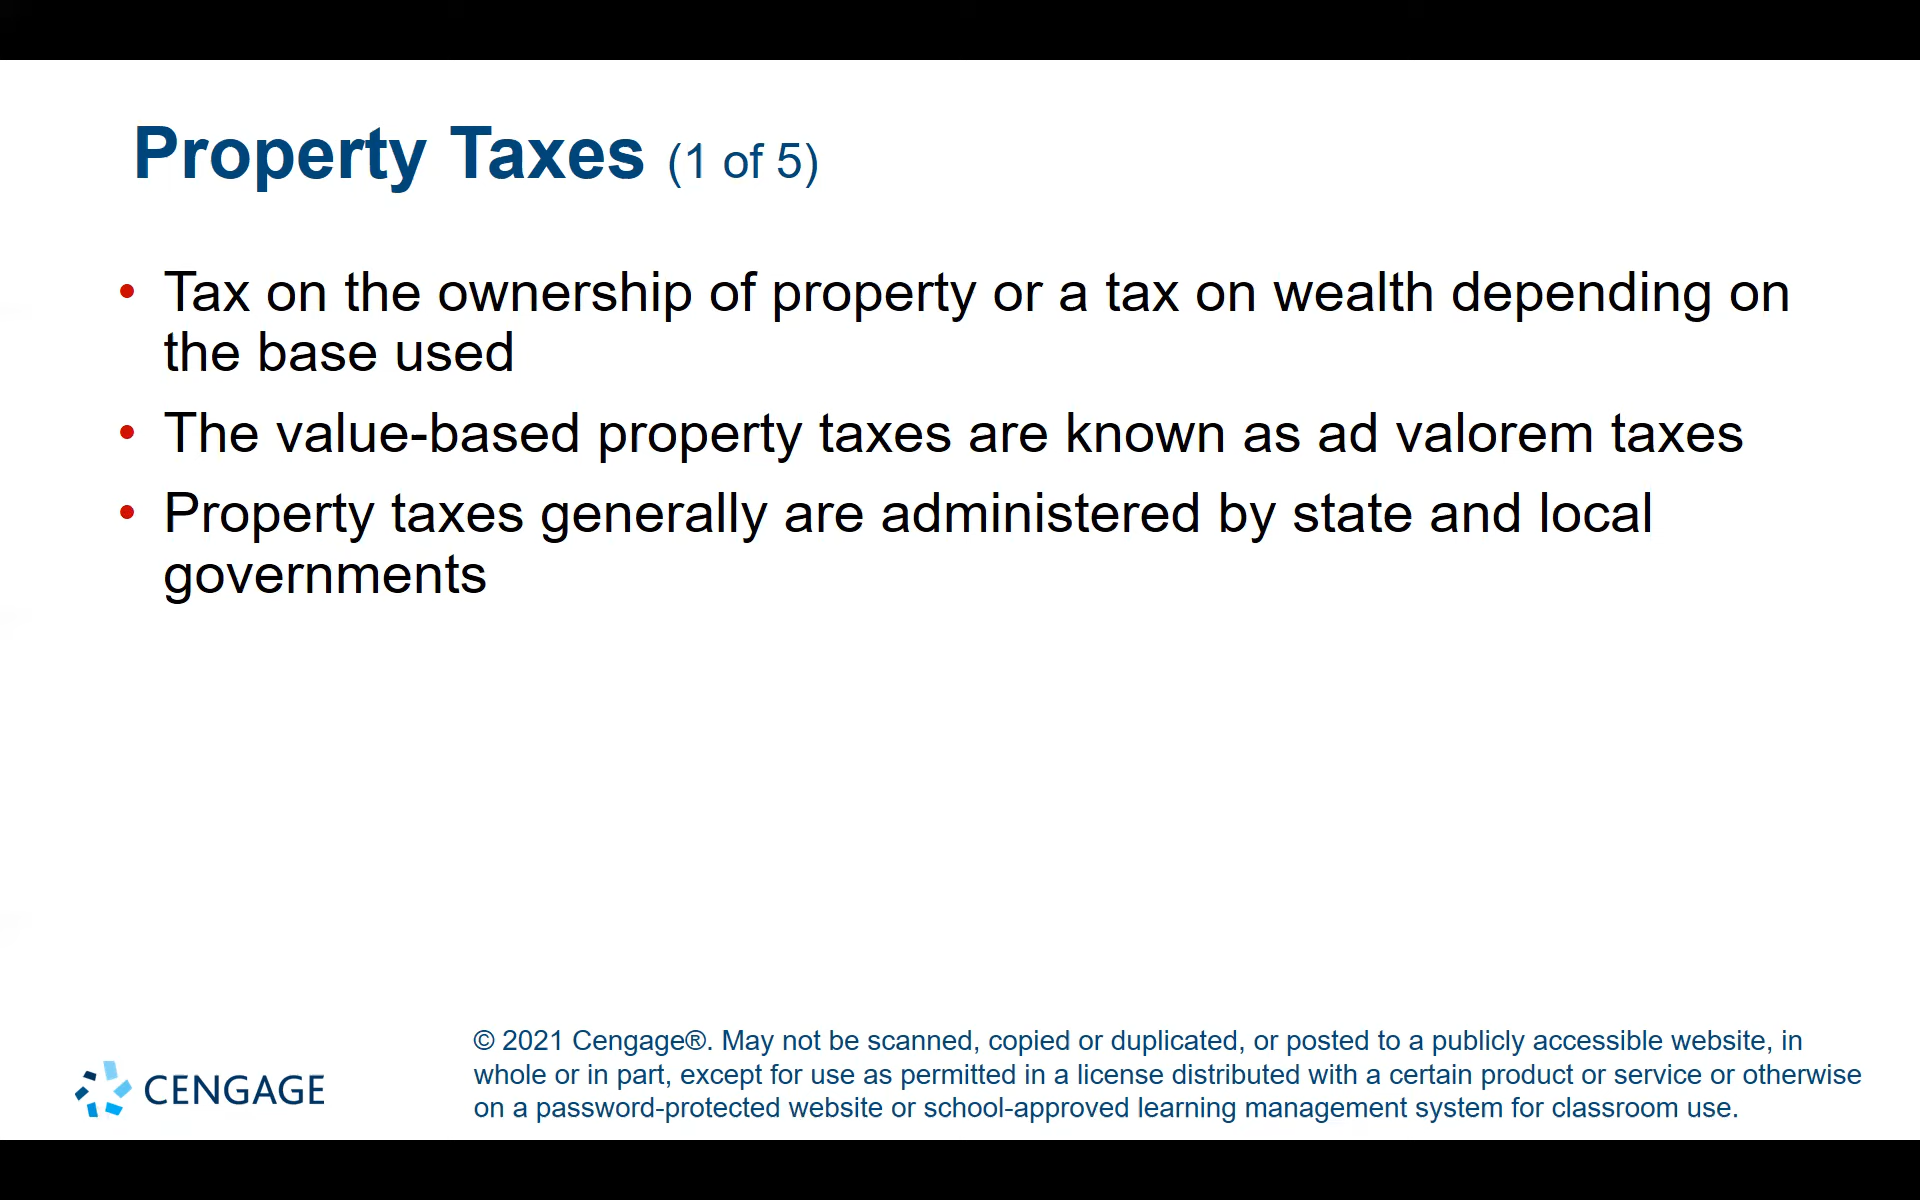 Property Taxes (1 of 5)
• Tax on the ownership of property or a tax on wealth depending on
the base used
• The value-based property taxes are known as ad valorem taxes
• Property taxes generally are administered by state and local
governments
CENGAGE
© 2021 Cengage®. May not be scanned, copied or duplicated, or posted to a publicly accessible website, in
whole or in part, except for use as permitted in a license distributed with a certain product or service or otherwise
on a password-protected website or school-approved learning management system for classroom use.